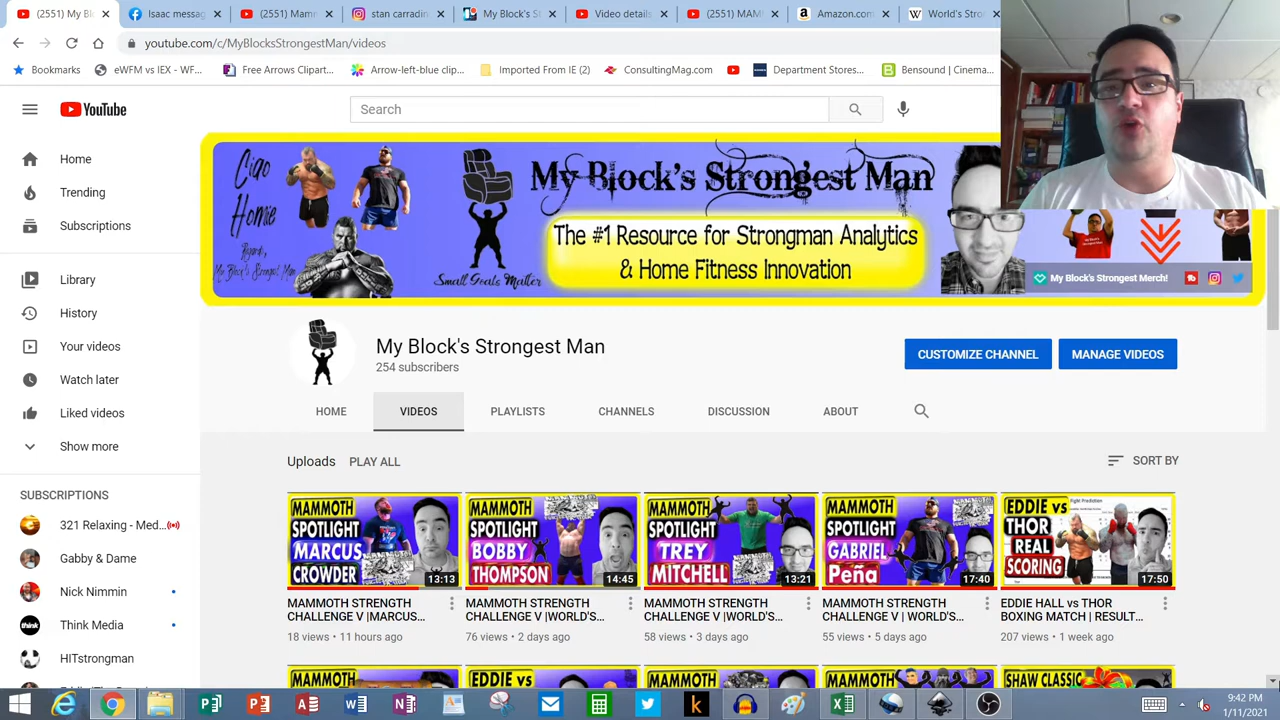 (2551) My Block's
Isaac messag
(2551) Mamm
stan carradin
My Block's St
Video details
(2551) MAM
Amazon.com
World's Stro
youtube.com/c/MyBlocksStrongestMan/videos
Bookmarks
eWFM vs IEX - WF...
Free Arrows Clipart...
Arrow-left-blue clip...
Imported From IE (2)
ConsultingMag.com
Department Stores...
Bensound | Cinema...
YouTube
Search
Home
Trending
Subscriptions
Library
History
Your videos
Watch later
Liked videos
Show more
SUBSCRIPTIONS
321 Relaxing - Med...
Gabby & Dame
Nick Nimmin
Think Media
HITstrongman
Ciao
Homie
Regards,
My Block's Strongest Man
Small Goals Matter
My Block's Strongest Man
The #1 Resource for Strongman Analytics
& Home Fitness Innovation
My Block's Strongest Merch!
My Block's Strongest Man
254 subscribers
CUSTOMIZE CHANNEL
MANAGE VIDEOS
HOME
VIDEOS
PLAYLISTS
CHANNELS
DISCUSSION
ABOUT
Uploads
PLAY ALL
SORT BY
MAMMOTH
SPOTLIGHT
MARCUS
CROWDER
13:13
MAMMOTH STRENGTH
CHALLENGE V |MARCUS...
18 views • 11 hours ago
MAMMOTH
SPOTLIGHT
BOBBY
THOMPSON
14:45
MAMMOTH STRENGTH
CHALLENGE V |WORLD'S...
76 views • 2 days ago
MAMMOTH
SPOTLIGHT
TREY
MITCHELL
13:21
MAMMOTH STRENGTH
CHALLENGE V |WORLD'S...
58 views • 3 days ago
MAMMOTH
SPOTLIGHT
GABRIEL
Peña
17:40
MAMMOTH STRENGTH
CHALLENGE V | WORLD'S...
55 views • 5 days ago
EDDIE
vs
THOR
REAL
SCORING
Fight Prediction
17:50
EDDIE HALL vs THOR
BOXING MATCH | RESULT...
207 views • 1 week ago
MAMMOTH
EDDIE vs
MAMMOTH
MAMMOTH
SHAW CLASSIC
9:42 PM
1/11/2021